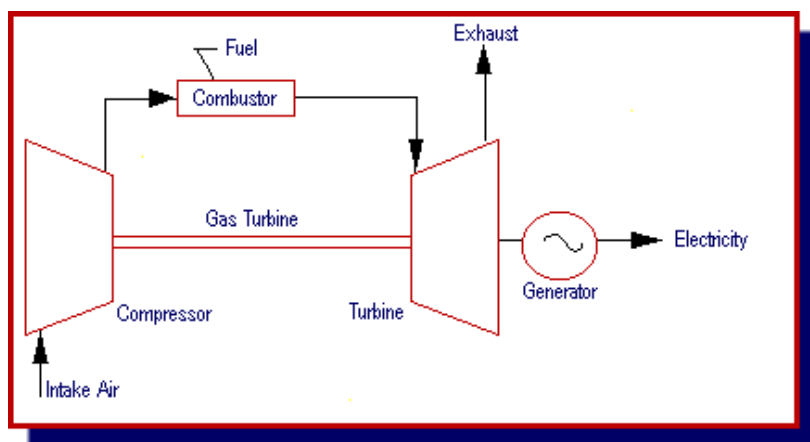 Fuel
Exhaust
Combustor
Gas Turbine
Electricity
Generator
Compressor
Turbine
Intake Air